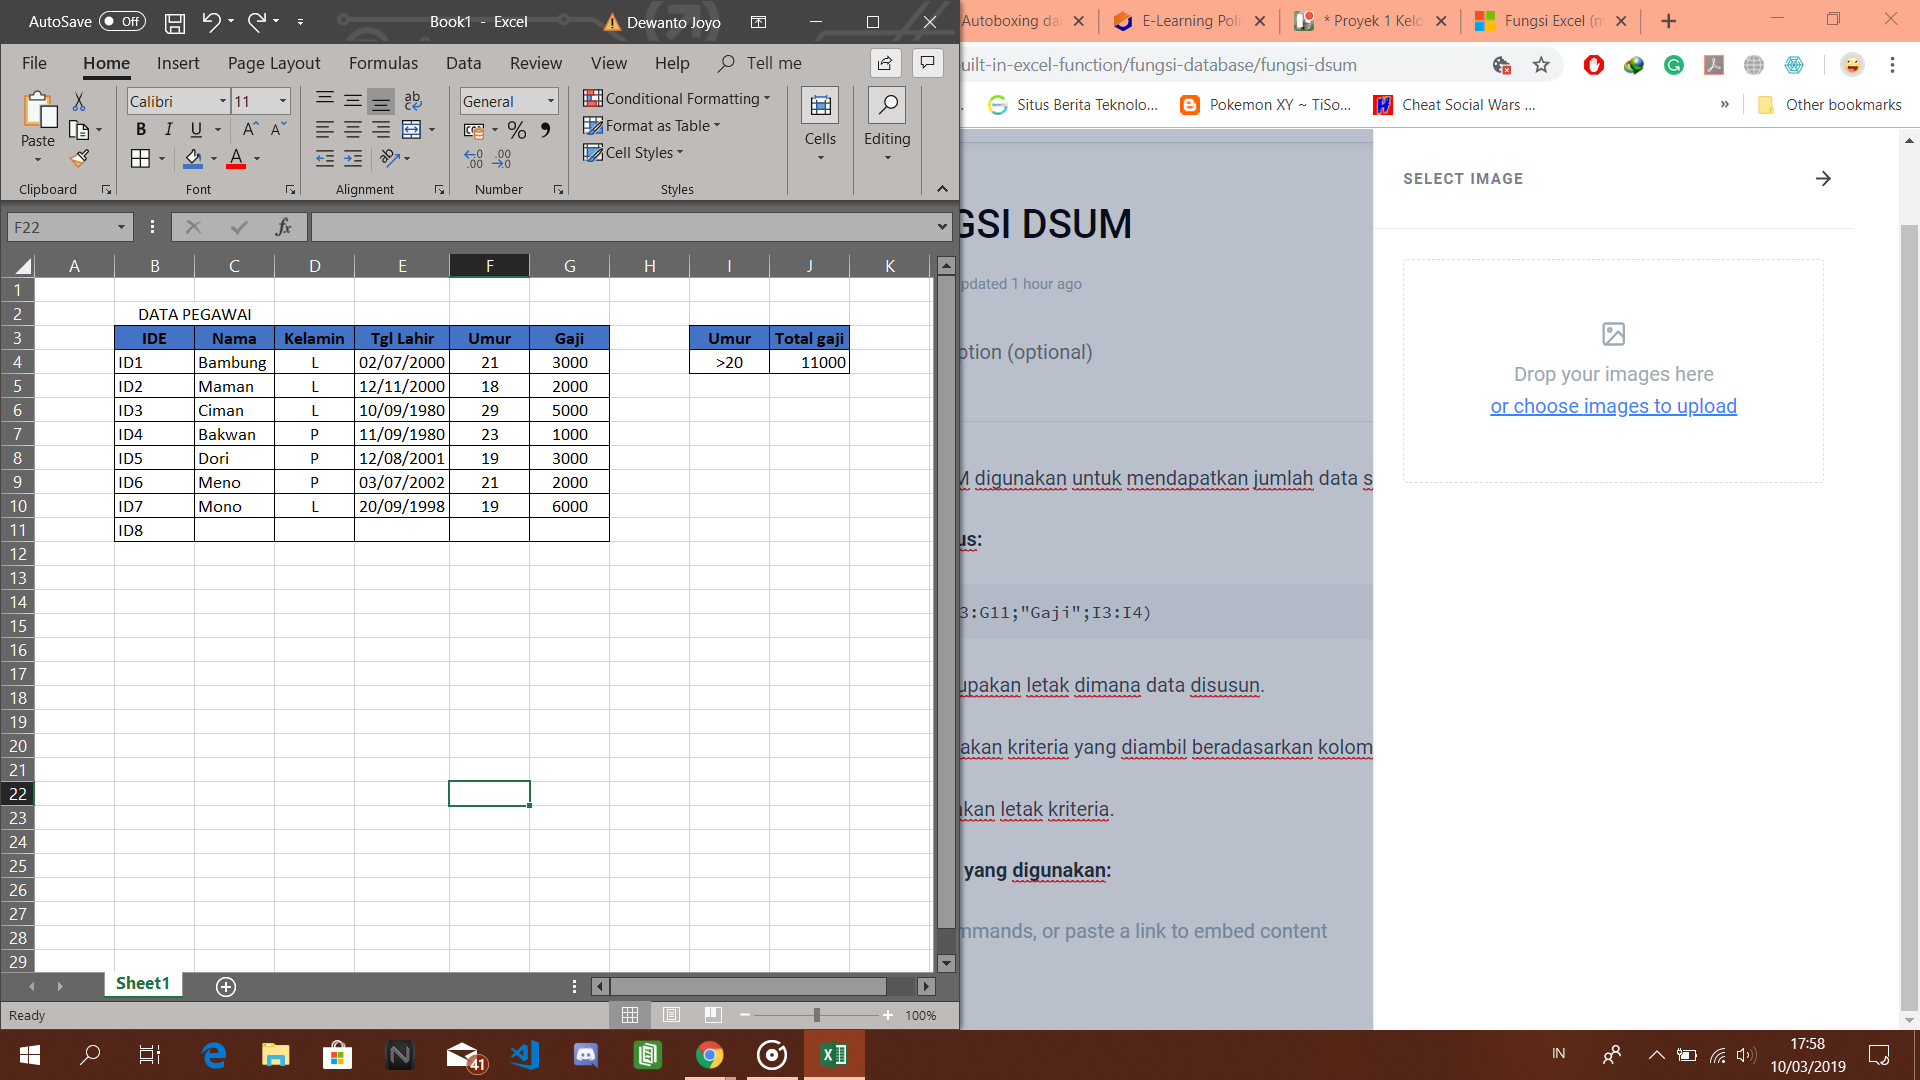 AutoSave Off Book1 - Excel Dewanto Joyo
File Home Insert Page Layout Formulas Data Review View Help Tell me
Paste Calibri 11 General Conditional Formatting Format as Table Cell Styles Cells Editing
Clipboard Font Alignment Number Styles
F22 fx
A B C D E F G H I J K
1
2 DATA PEGAWAI
3 IDE Nama Kelamin Tgl Lahir Umur Gaji Umur Total gaji
4 ID1 Bambung L 02/07/2000 21 3000 >20 11000
5 ID2 Maman L 12/11/2000 18 2000
6 ID3 Ciman L 10/09/1980 29 5000
7 ID4 Bakwan P 11/09/1980 23 1000
8 ID5 Dori P 12/08/2001 19 3000
9 ID6 Meno P 03/07/2002 21 2000
10 ID7 Mono L 20/09/1998 19 6000
11 ID8
12
13
14
15
16
17
18
19
20
21
22
23
24
25
26
27
28
29
Sheet1
Ready 100%
Autoboxing da E-Learning Poli * Proyek 1 Kelo Fungsi Excel (m
uilt-in-excel-function/fungsi-database/fungsi-dsum
Situs Berita Teknolo... Pokemon XY ~ TiSo... Cheat Social Wars ... » Other bookmarks
GSI DSUM
pdated 1 hour ago
ption (optional)
M digunakan untuk mendapatkan jumlah data s
us:
3:G11;"Gaji";I3:I4)
upakan letak dimana data disusun.
akan kriteria yang diambil beradasarkan kolom
akan letak kriteria.
yang digunakan:
mmands, or paste a link to embed content
SELECT IMAGE
Drop your images here
or choose images to upload
41 IN 17:58
10/03/2019